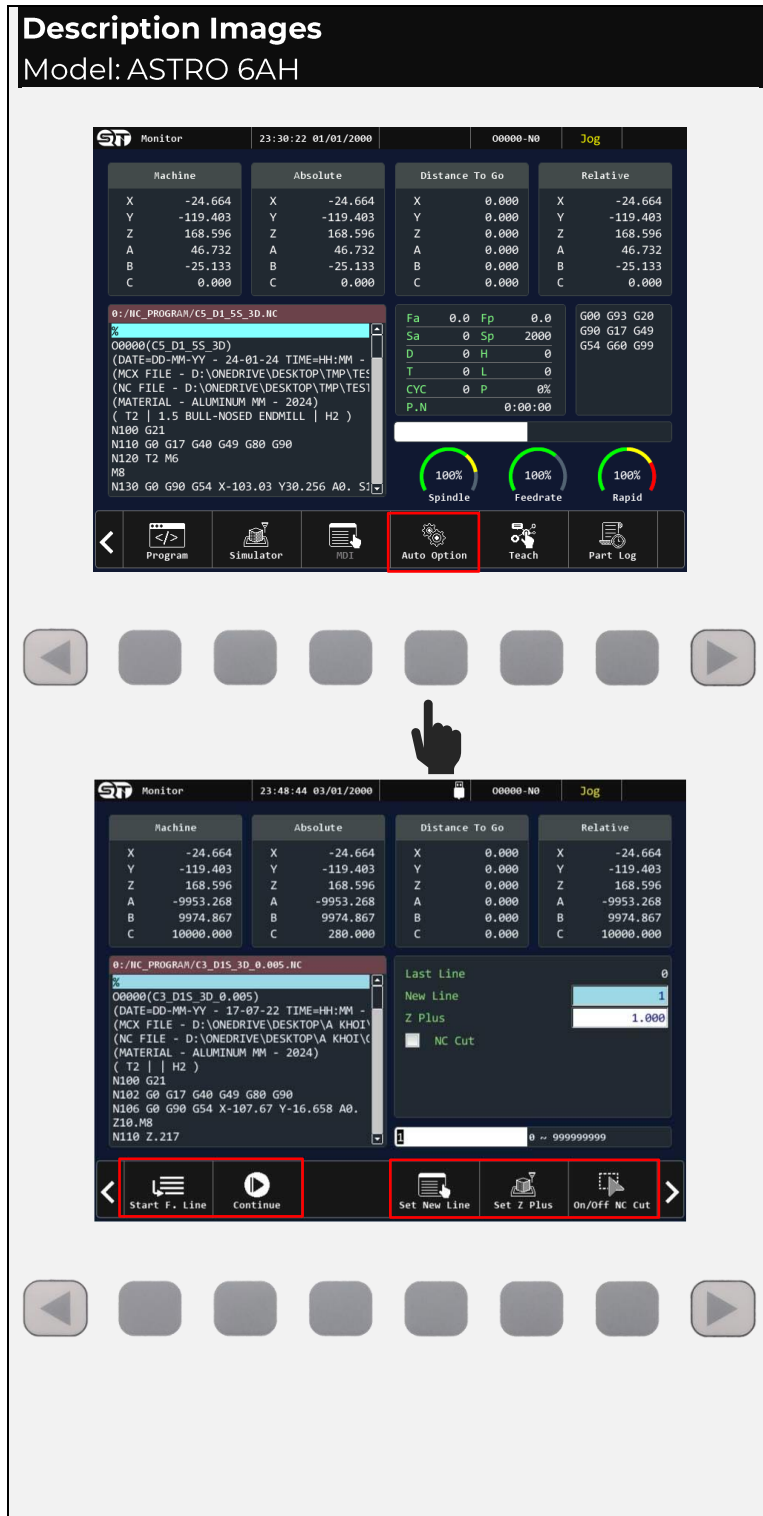 Description Images
Model: ASTRO 6AH
ST Monitor 23:30:22 01/01/2000 O0000-N0 Jog
Machine Absolute Distance To Go Relative
X -24.664 X -24.664 X 0.000 X -24.664
Y -119.403 Y -119.403 Y 0.000 Y -119.403
Z 168.596 Z 168.596 Z 0.000 Z 168.596
A 46.732 A 46.732 A 0.000 A 46.732
B -25.133 B -25.133 B 0.000 B -25.133
C 0.000 C 0.000 C 0.000 C 0.000
0:/NC_PROGRAM/C5_D1_5S_3D.NC
%
O0000(C5_D1_5S_3D)
(DATE=DD-MM-YY - 24-01-24 TIME=HH:MM -
(MCX FILE - D:\ONEDRIVE\DESKTOP\TMP\TES
(NC FILE - D:\ONEDRIVE\DESKTOP\TMP\TEST
(MATERIAL - ALUMINUM MM - 2024)
( T2 | 1.5 BULL-NOSED ENDMILL | H2 )
N100 G21
N110 G0 G17 G40 G49 G80 G90
N120 T2 M6
M8
N130 G0 G90 G54 X-103.03 Y30.256 A0. S1
Fa 0.0 Fp 0.0
Sa 0 Sp 2000
D 0 H 0
T 0 L 0
CYC 0 P 0%
P.N 0:00:00
G00 G93 G20
G90 G17 G49
G54 G60 G99
100% 100% 100%
Spindle Feedrate Rapid
Program Simulator MDI Auto Option Teach Part Log
ST Monitor 23:48:44 03/01/2000 O0000-N0 Jog
Machine Absolute Distance To Go Relative
X -24.664 X -24.664 X 0.000 X -24.664
Y -119.403 Y -119.403 Y 0.000 Y -119.403
Z 168.596 Z 168.596 Z 0.000 Z 168.596
A -9953.268 A -9953.268 A 0.000 A -9953.268
B 9974.867 B 9974.867 B 0.000 B 9974.867
C 10000.000 C 280.000 C 0.000 C 10000.000
0:/NC_PROGRAM/C3_D1S_3D_0.005.NC
%
O0000(C3_D1S_3D_0.005)
(DATE=DD-MM-YY - 17-07-22 TIME=HH:MM -
(MCX FILE - D:\ONEDRIVE\DESKTOP\A KHOI\
(NC FILE - D:\ONEDRIVE\DESKTOP\A KHOI\C
(MATERIAL - ALUMINUM MM - 2024)
( T2 | | H2 )
N100 G21
N102 G0 G17 G40 G49 G80 G90
N106 G0 G90 G54 X-107.67 Y-16.658 A0.
Z10.M8
N110 Z.217
Last Line 0
New Line 1
Z Plus 1.000
NC Cut
1 0 ~ 999999999
Start F. Line Continue Set New Line Set Z Plus On/Off NC Cut